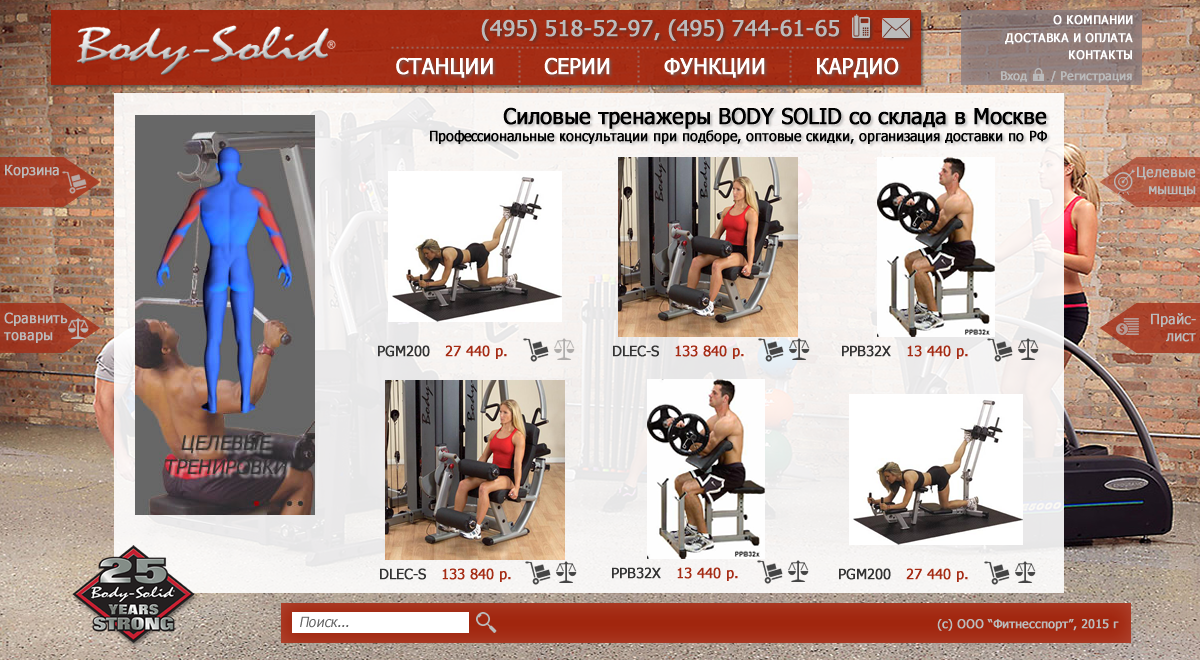 Body-Solid®
(495) 518-52-97, (495) 744-61-65
СТАНЦИИ
СЕРИИ
ФУНКЦИИ
КАРДИО
О КОМПАНИИ
ДОСТАВКА И ОПЛАТА
КОНТАКТЫ
Вход / Регистрация
Силовые тренажеры BODY SOLID со склада в Москве
Профессиональные консультации при подборе, оптовые скидки, организация доставки по РФ
Корзина
Сравнить
товары
Целевые
мышцы
Прайс-
лист
ЦЕЛЕВЫЕ
ТРЕНИРОВКИ
PPB32x
PGM200 27 440 р.
DLEC-S 133 840 р.
PPB32X 13 440 р.
PPB32x
DLEC-S 133 840 р.
PPB32X 13 440 р.
PGM200 27 440 р.
25
Body-Solid
YEARS
STRONG
Поиск...
(с) ООО “Фитнесспорт”, 2015 г